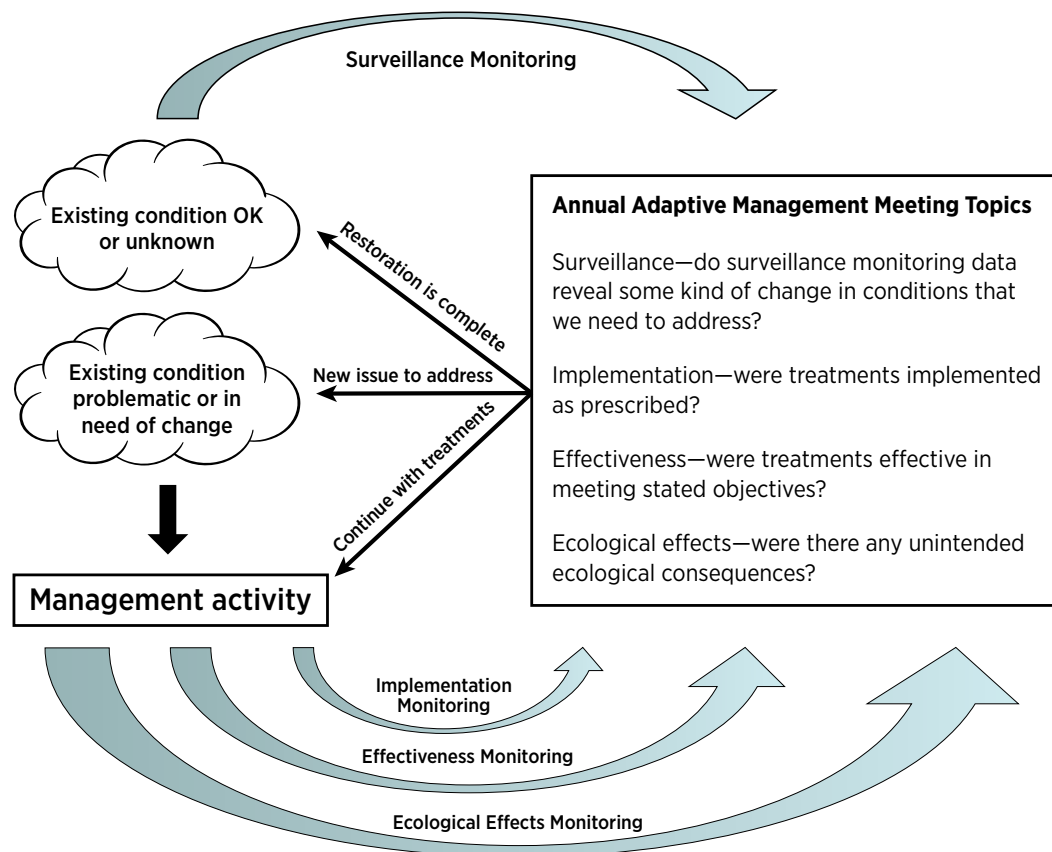 Surveillance Monitoring
Existing condition OK
or unknown
Restoration is complete
Existing condition
problematic or in
need of change
New issue to address
Continue with treatments
Management activity
Annual Adaptive Management Meeting Topics
Surveillance—do surveillance monitoring data
reveal some kind of change in conditions that
we need to address?
Implementation—were treatments implemented
as prescribed?
Effectiveness—were treatments effective in
meeting stated objectives?
Ecological effects—were there any unintended
ecological consequences?
Implementation
Monitoring
Effectiveness Monitoring
Ecological Effects Monitoring